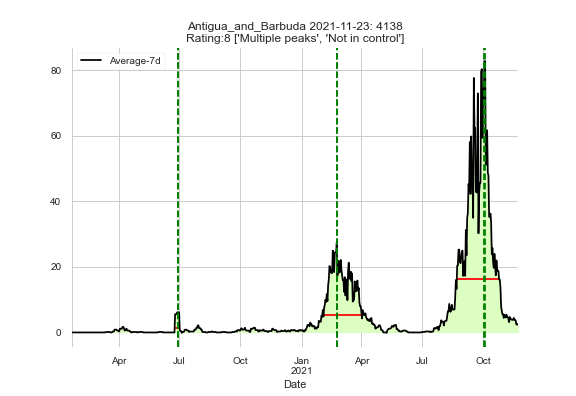 Antigua_and_Barbuda 2021-11-23: 4138
Rating:8 ['Multiple peaks', 'Not in control']
Average-7d
80
60
40
20
0
Apr Jul Oct Jan Apr Jul Oct
2021
Date